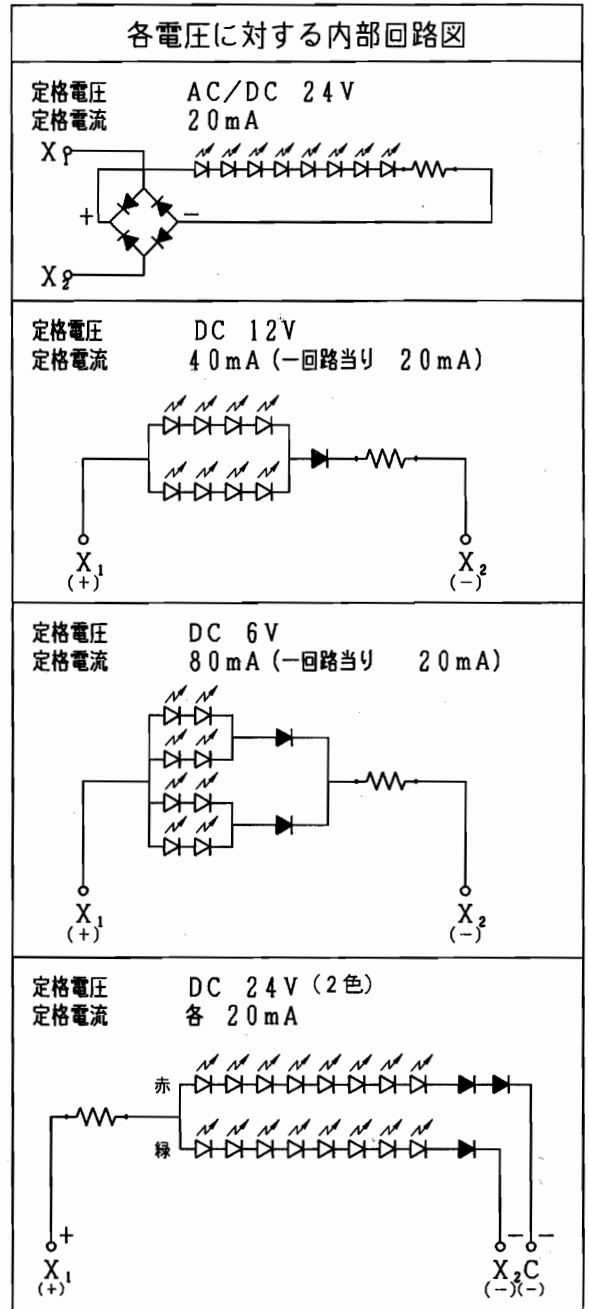 各電圧に対する内部回路図
定格電圧 AC/DC 24V
定格電流 20mA
X1
+ −
X2
定格電圧 DC 12V
定格電流 40mA(一回路当り 20mA)
X1 X2
(+) (−)
定格電圧 DC 6V
定格電流 80mA(一回路当り 20mA)
X1 X2
(+) (−)
定格電圧 DC 24V(2色)
定格電流 各 20mA
赤
緑
+ − −
X1 X2 C
(+) (−)(−)